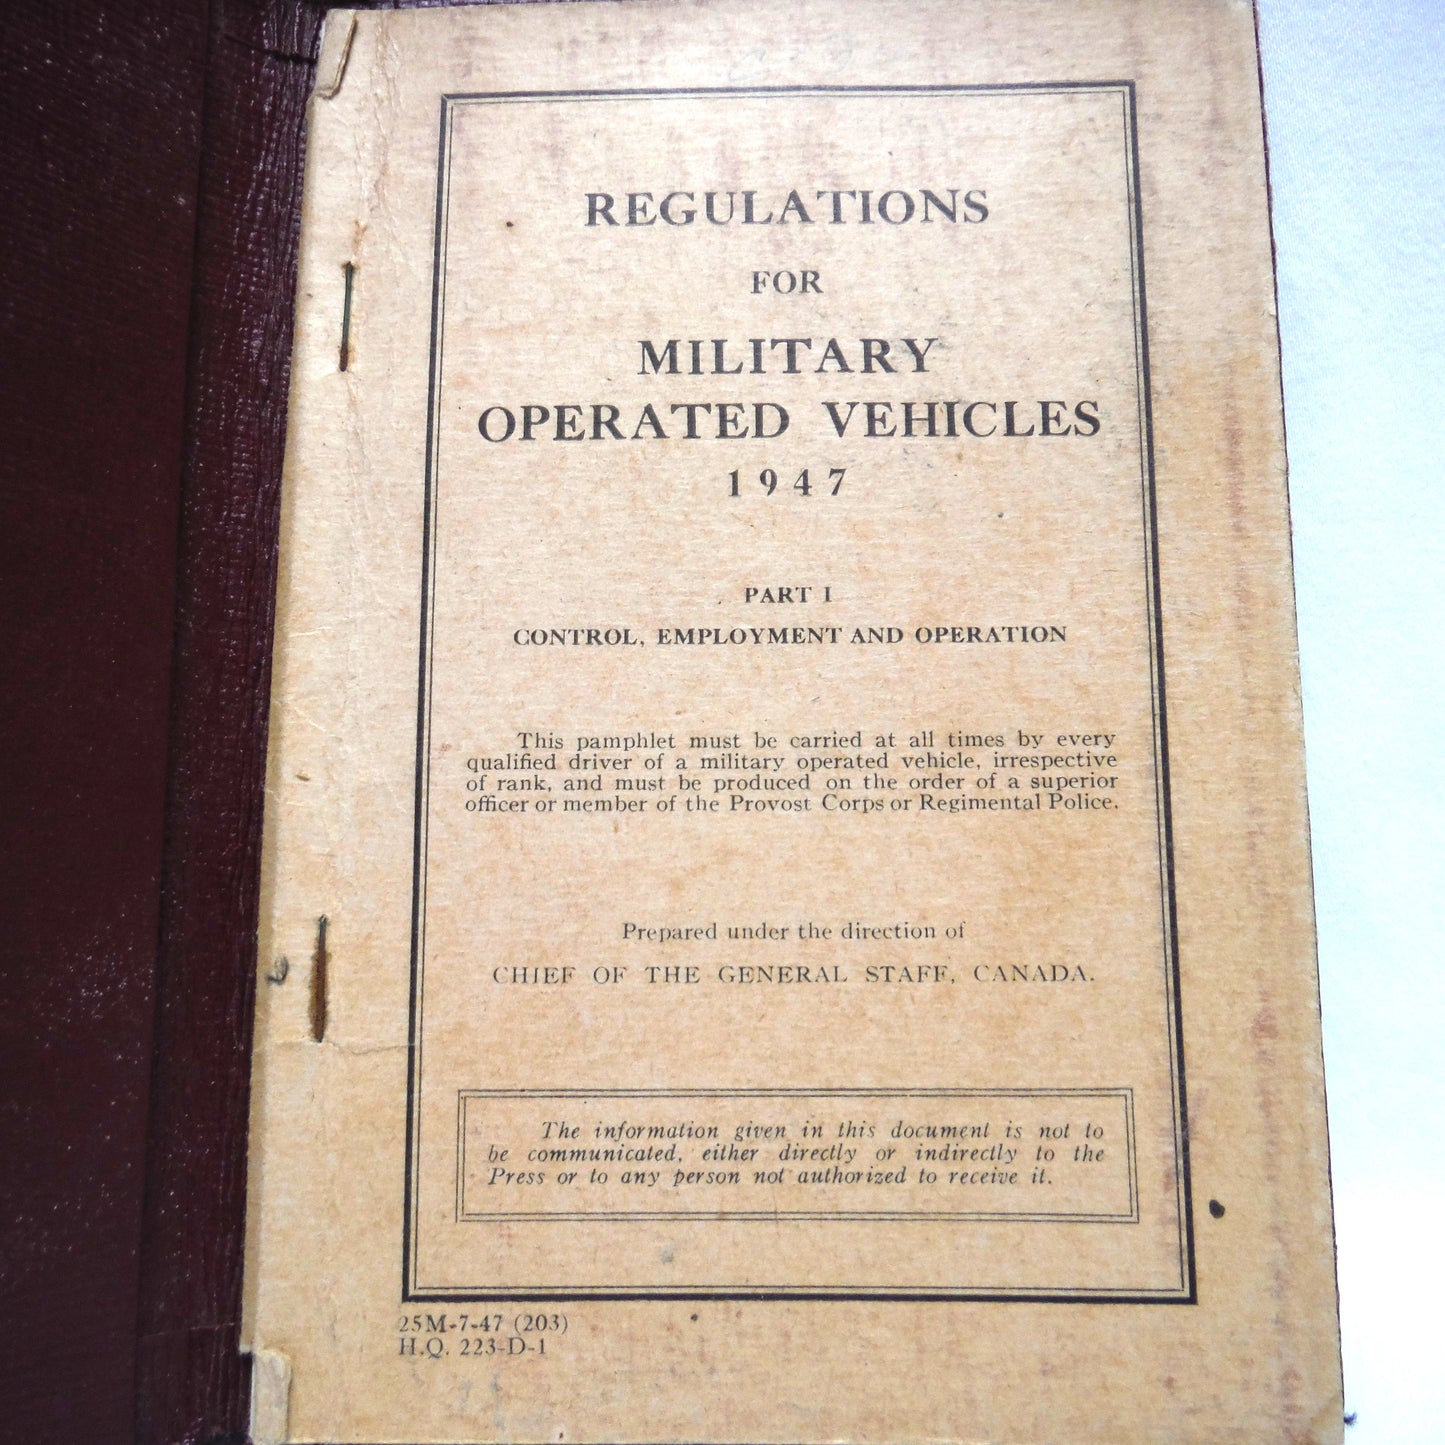 REGULATIONS
FOR
MILITARY
OPERATED VEHICLES
1947
PART I
CONTROL, EMPLOYMENT AND OPERATION
This pamphlet must be carried at all times by every
qualified driver of a military operated vehicle, irrespective
of rank, and must be produced on the order of a superior
officer or member of the Provost Corps or Regimental Police.
Prepared under the direction of
CHIEF OF THE GENERAL STAFF, CANADA.
The information given in this document is not to
be communicated, either directly or indirectly to the
Press or to any person not authorized to receive it.
25M-7-47 (203)
H.Q. 223-D-1